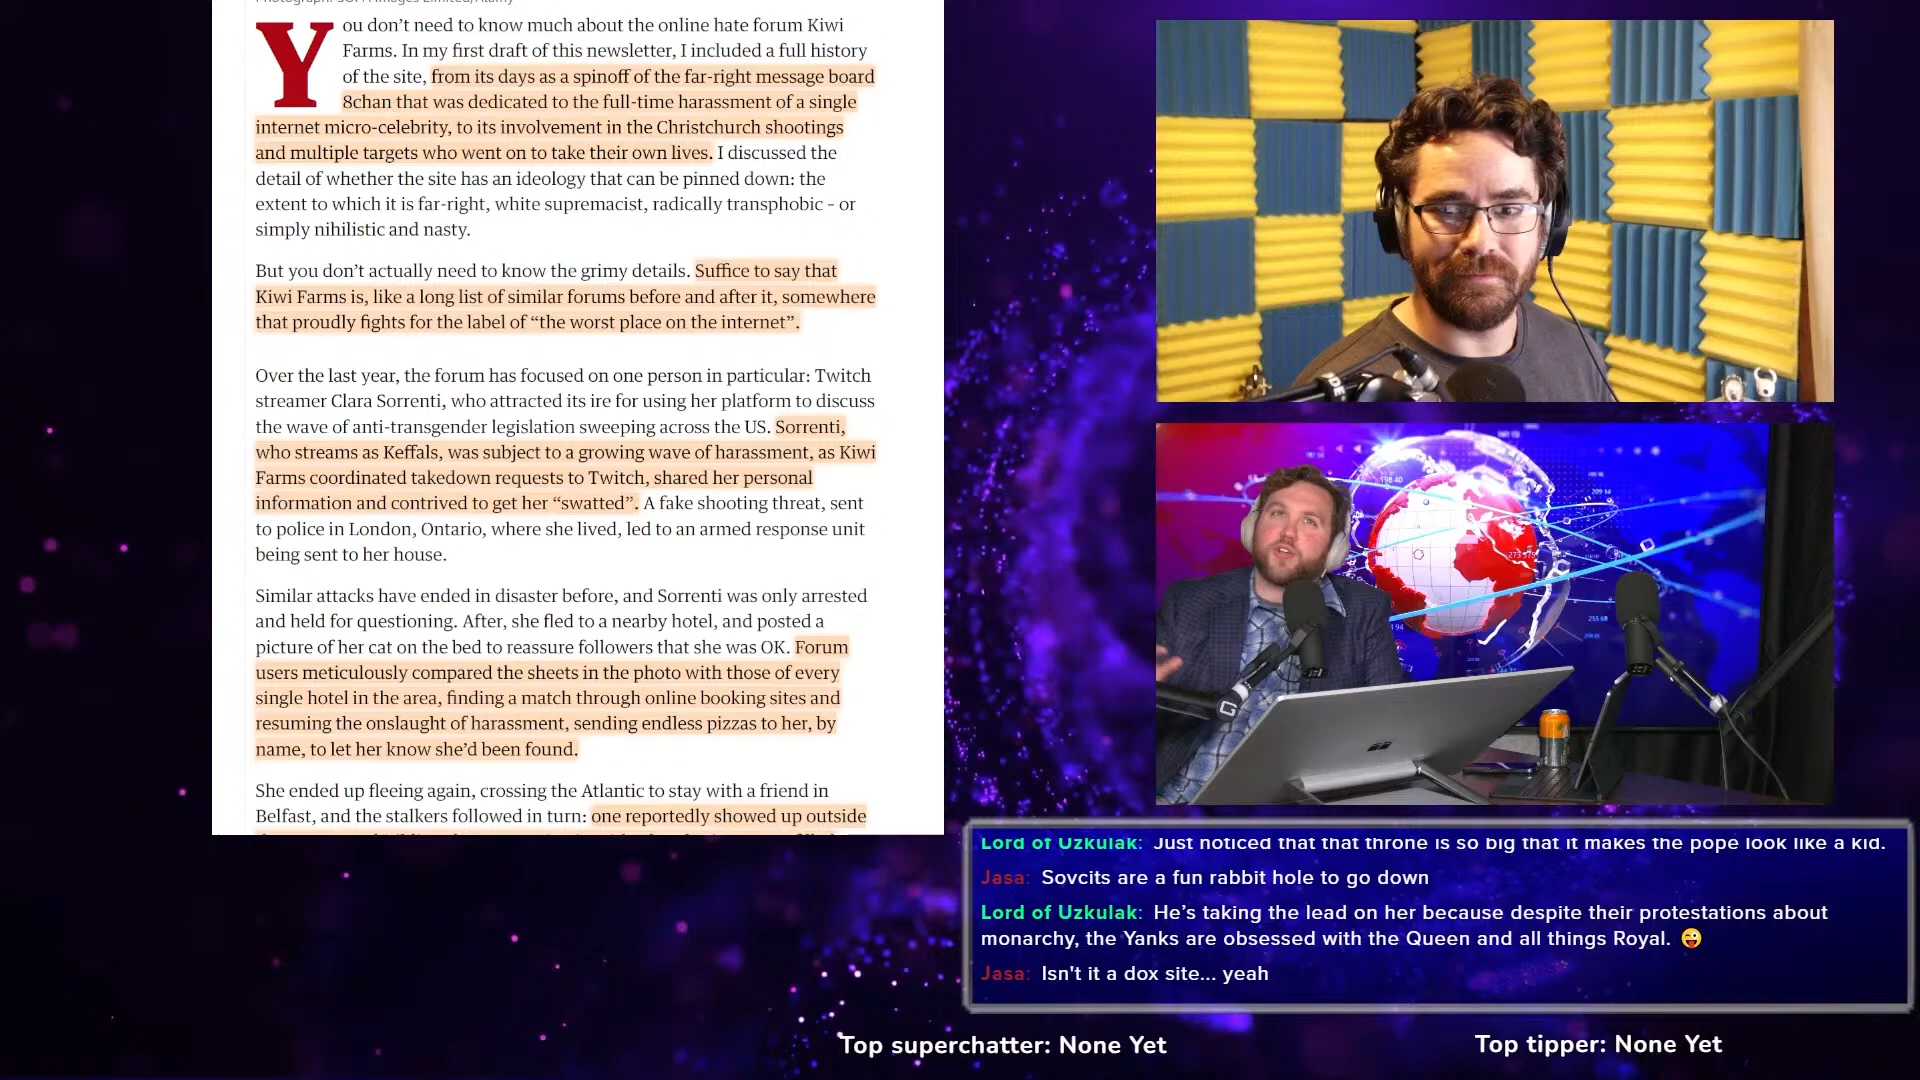 You don’t need to know much about the online hate forum Kiwi
Farms. In my first draft of this newsletter, I included a full history
of the site, from its days as a spinoff of the far-right message board
8chan that was dedicated to the full-time harassment of a single
internet micro-celebrity, to its involvement in the Christchurch shootings
and multiple targets who went on to take their own lives. I discussed the
detail of whether the site has an ideology that can be pinned down: the
extent to which it is far-right, white supremacist, radically transphobic – or
simply nihilistic and nasty.
But you don’t actually need to know the grimy details. Suffice to say that
Kiwi Farms is, like a long list of similar forums before and after it, somewhere
that proudly fights for the label of “the worst place on the internet”.
Over the last year, the forum has focused on one person in particular: Twitch
streamer Clara Sorrenti, who attracted its ire for using her platform to discuss
the wave of anti-transgender legislation sweeping across the US. Sorrenti,
who streams as Keffals, was subject to a growing wave of harassment, as Kiwi
Farms coordinated takedown requests to Twitch, shared her personal
information and contrived to get her “swatted”. A fake shooting threat, sent
to police in London, Ontario, where she lived, led to an armed response unit
being sent to her house.
Similar attacks have ended in disaster before, and Sorrenti was only arrested
and held for questioning. After, she fled to a nearby hotel, and posted a
picture of her cat on the bed to reassure followers that she was OK. Forum
users meticulously compared the sheets in the photo with those of every
single hotel in the area, finding a match through online booking sites and
resuming the onslaught of harassment, sending endless pizzas to her, by
name, to let her know she’d been found.
She ended up fleeing again, crossing the Atlantic to stay with a friend in
Belfast, and the stalkers followed in turn: one reportedly showed up outside
Lord of Uzkulak: Just noticed that that throne is so big that it makes the pope look like a kid.
Jasa: Sovcits are a fun rabbit hole to go down
Lord of Uzkulak: He’s taking the lead on her because despite their protestations about
monarchy, the Yanks are obsessed with the Queen and all things Royal. 😜
Jasa: Isn't it a dox site... yeah
Top superchatter: None Yet
Top tipper: None Yet